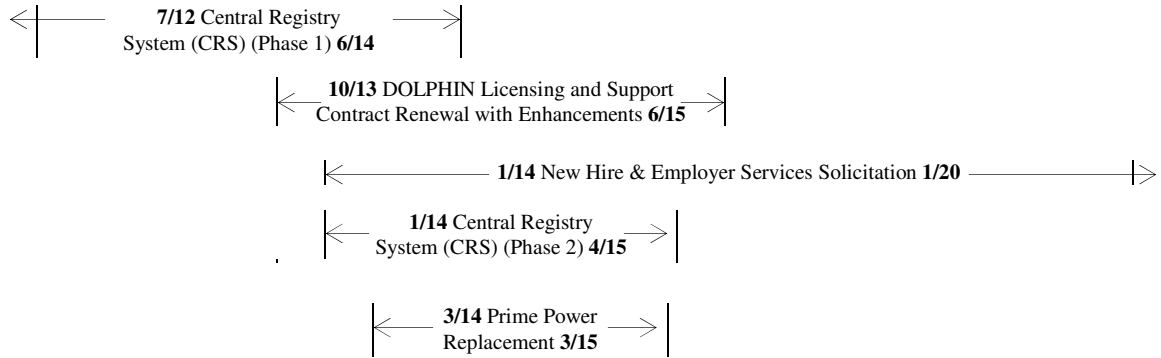 7/12 Central Registry
System (CRS) (Phase 1) 6/14
10/13 DOLPHIN Licensing and Support
Contract Renewal with Enhancements 6/15
1/14 New Hire & Employer Services Solicitation 1/20
1/14 Central Registry
System (CRS) (Phase 2) 4/15
3/14 Prime Power
Replacement 3/15